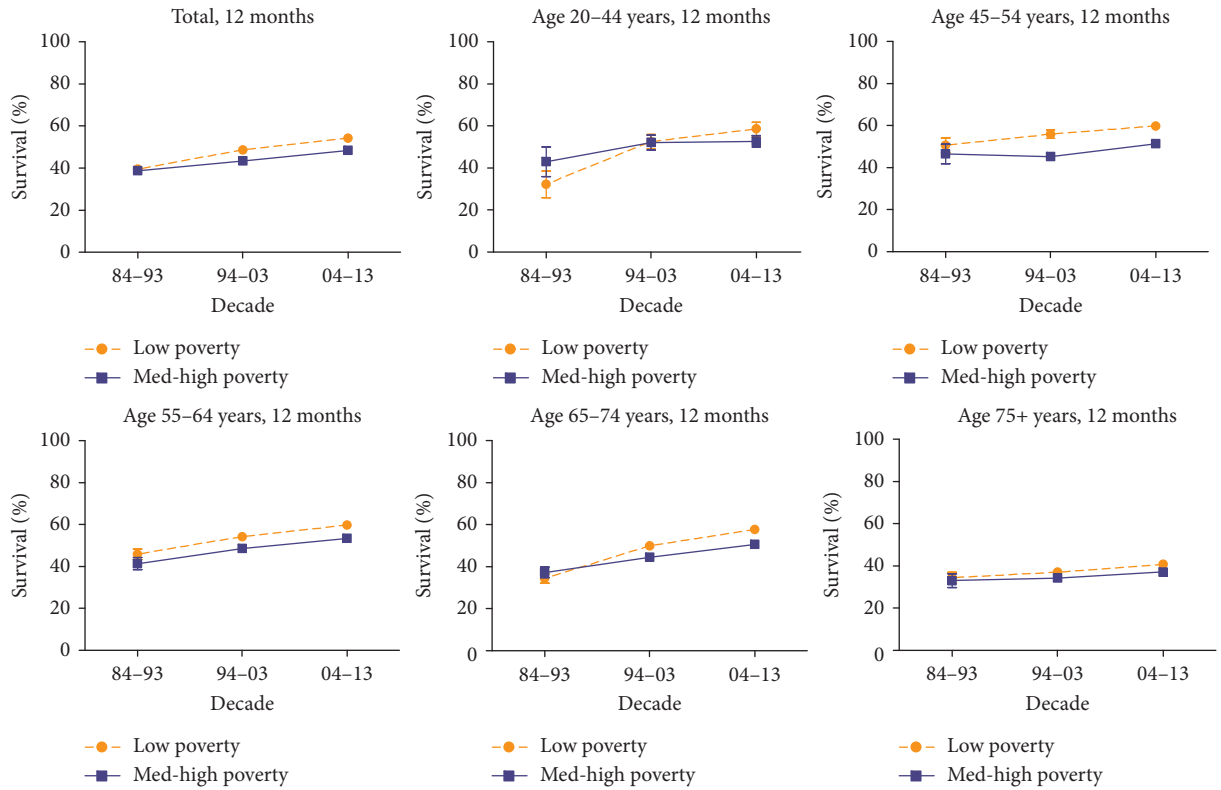 Total, 12 months
100
80
60
40
20
0
Survival (%)
84–93
94–03
04–13
Decade
Low poverty
Med-high poverty
Age 20–44 years, 12 months
100
80
60
40
20
0
Survival (%)
84–93
94–03
04–13
Decade
Low poverty
Med-high poverty
Age 45–54 years, 12 months
100
80
60
40
20
0
Survival (%)
84–93
94–03
04–13
Decade
Low poverty
Med-high poverty
Age 55–64 years, 12 months
100
80
60
40
20
0
Survival (%)
84–93
94–03
04–13
Decade
Low poverty
Med-high poverty
Age 65–74 years, 12 months
100
80
60
40
20
0
Survival (%)
84–93
94–03
04–13
Decade
Low poverty
Med-high poverty
Age 75+ years, 12 months
100
80
60
40
20
0
Survival (%)
84–93
94–03
04–13
Decade
Low poverty
Med-high poverty